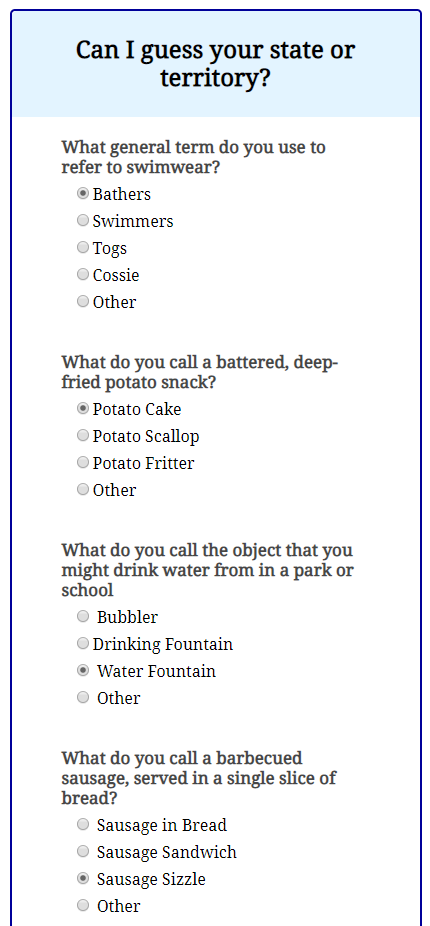 Can I guess your state or
territory?
What general term do you use to
refer to swimwear?
Bathers
Swimmers
Togs
Cossie
Other
What do you call a battered, deep-
fried potato snack?
Potato Cake
Potato Scallop
Potato Fritter
Other
What do you call the object that you
might drink water from in a park or
school
Bubbler
Drinking Fountain
Water Fountain
Other
What do you call a barbecued
sausage, served in a single slice of
bread?
Sausage in Bread
Sausage Sandwich
Sausage Sizzle
Other